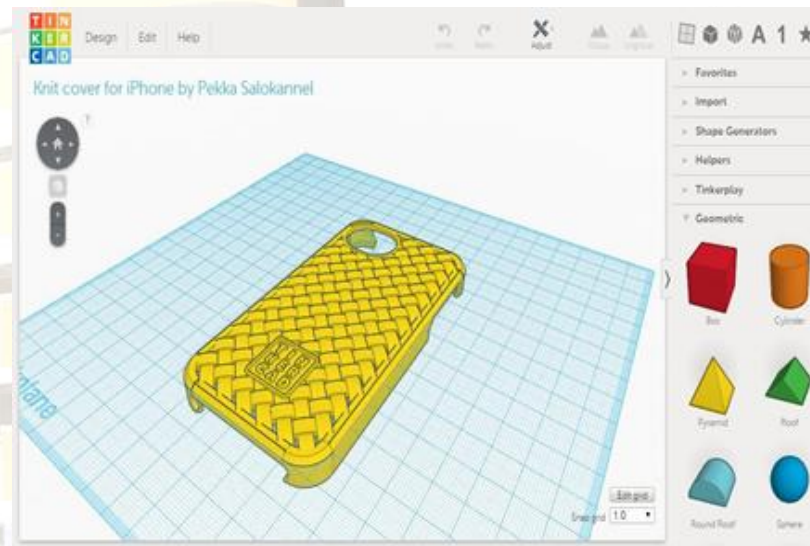 TIN
KER
CAD
Design Edit Help
Adjust
A 1
Knit cover for iPhone by Pekka Salokannel
Favorites
Import
Shape Generators
Helpers
Tinkerplay
Geometric
Box
Cylinder
Pyramid
Roof
Round Roof
Sphere
Edit grid
Snap grid 1.0